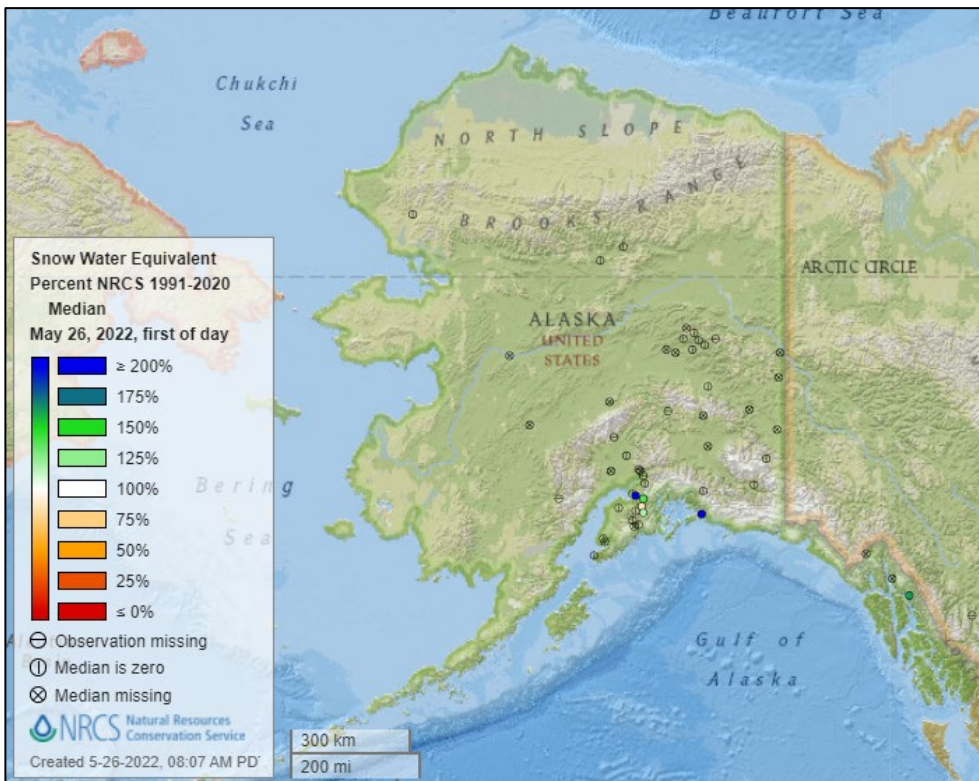 Beaufort Sea
Chukchi
Sea
NORTH SLOPE
BROOKS RANGE
ARCTIC CIRCLE
ALASKA
UNITED
STATES
Bering
Sea
Gulf of
Alaska
Snow Water Equivalent
Percent NRCS 1991-2020
Median
May 26, 2022, first of day
≥ 200%
175%
150%
125%
100%
75%
50%
25%
≤ 0%
Observation missing
Median is zero
Median missing
NRCS Natural Resources
Conservation Service
Created 5-26-2022, 08:07 AM PD
300 km
200 mi